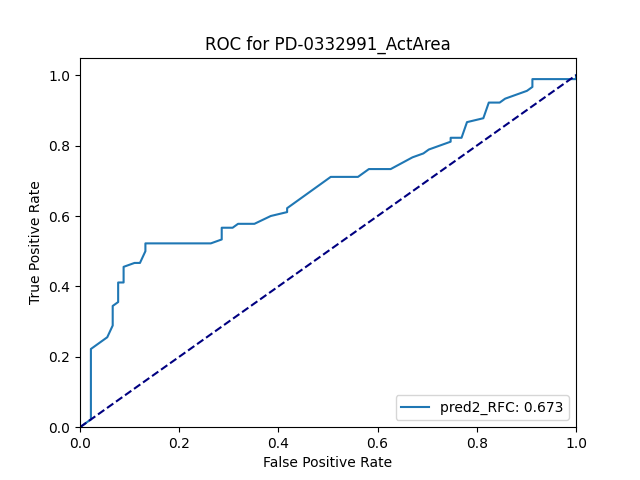 ROC for PD-0332991_ActArea
True Positive Rate
1.0
0.8
0.6
0.4
0.2
0.0
pred2_RFC: 0.673
0.0 0.2 0.4 0.6 0.8 1.0
False Positive Rate